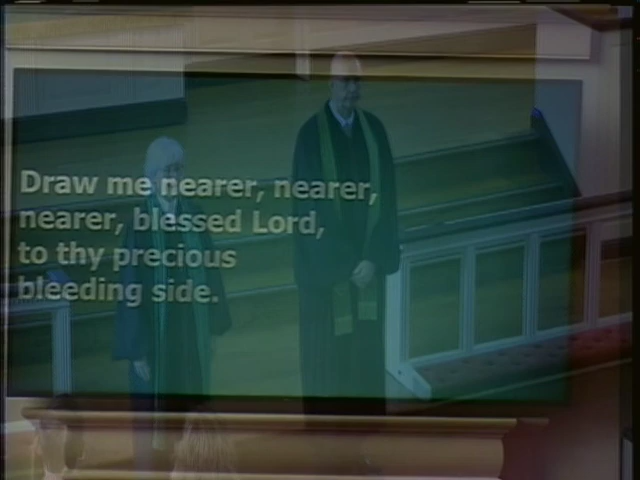 Draw me nearer, nearer,
nearer, blessed Lord,
to thy precious
bleeding side.